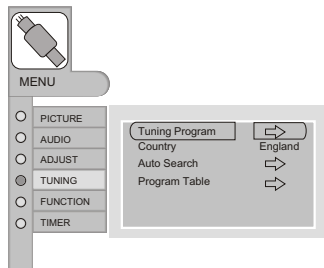 MENU
PICTURE
AUDIO
ADJUST
TUNING
FUNCTION
TIMER
Tuning Program
Country England
Auto Search
Program Table